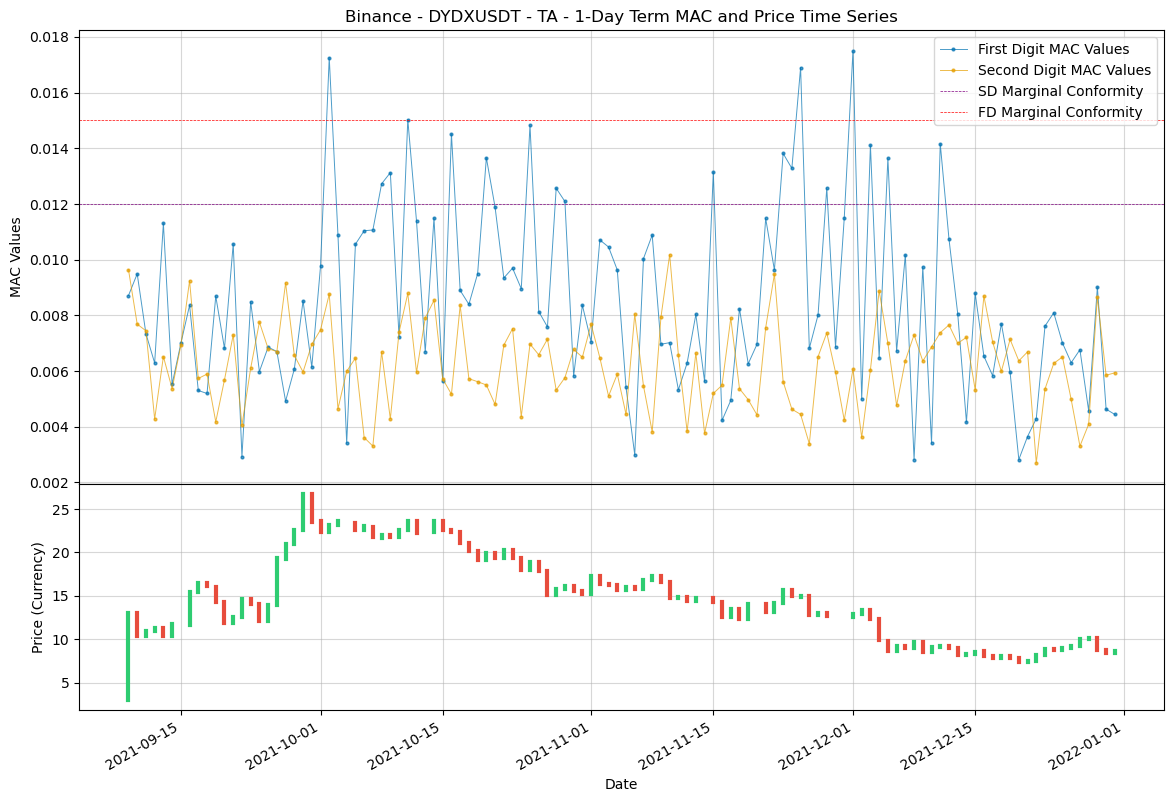 Binance - DYDXUSDT - TA - 1-Day Term MAC and Price Time Series
MAC Values
0.018
0.016
0.014
0.012
0.010
0.008
0.006
0.004
0.002
First Digit MAC Values
Second Digit MAC Values
SD Marginal Conformity
FD Marginal Conformity
Price (Currency)
25
20
15
10
5
2021-09-15
2021-10-01
2021-10-15
2021-11-01
2021-11-15
2021-12-01
2021-12-15
2022-01-01
Date